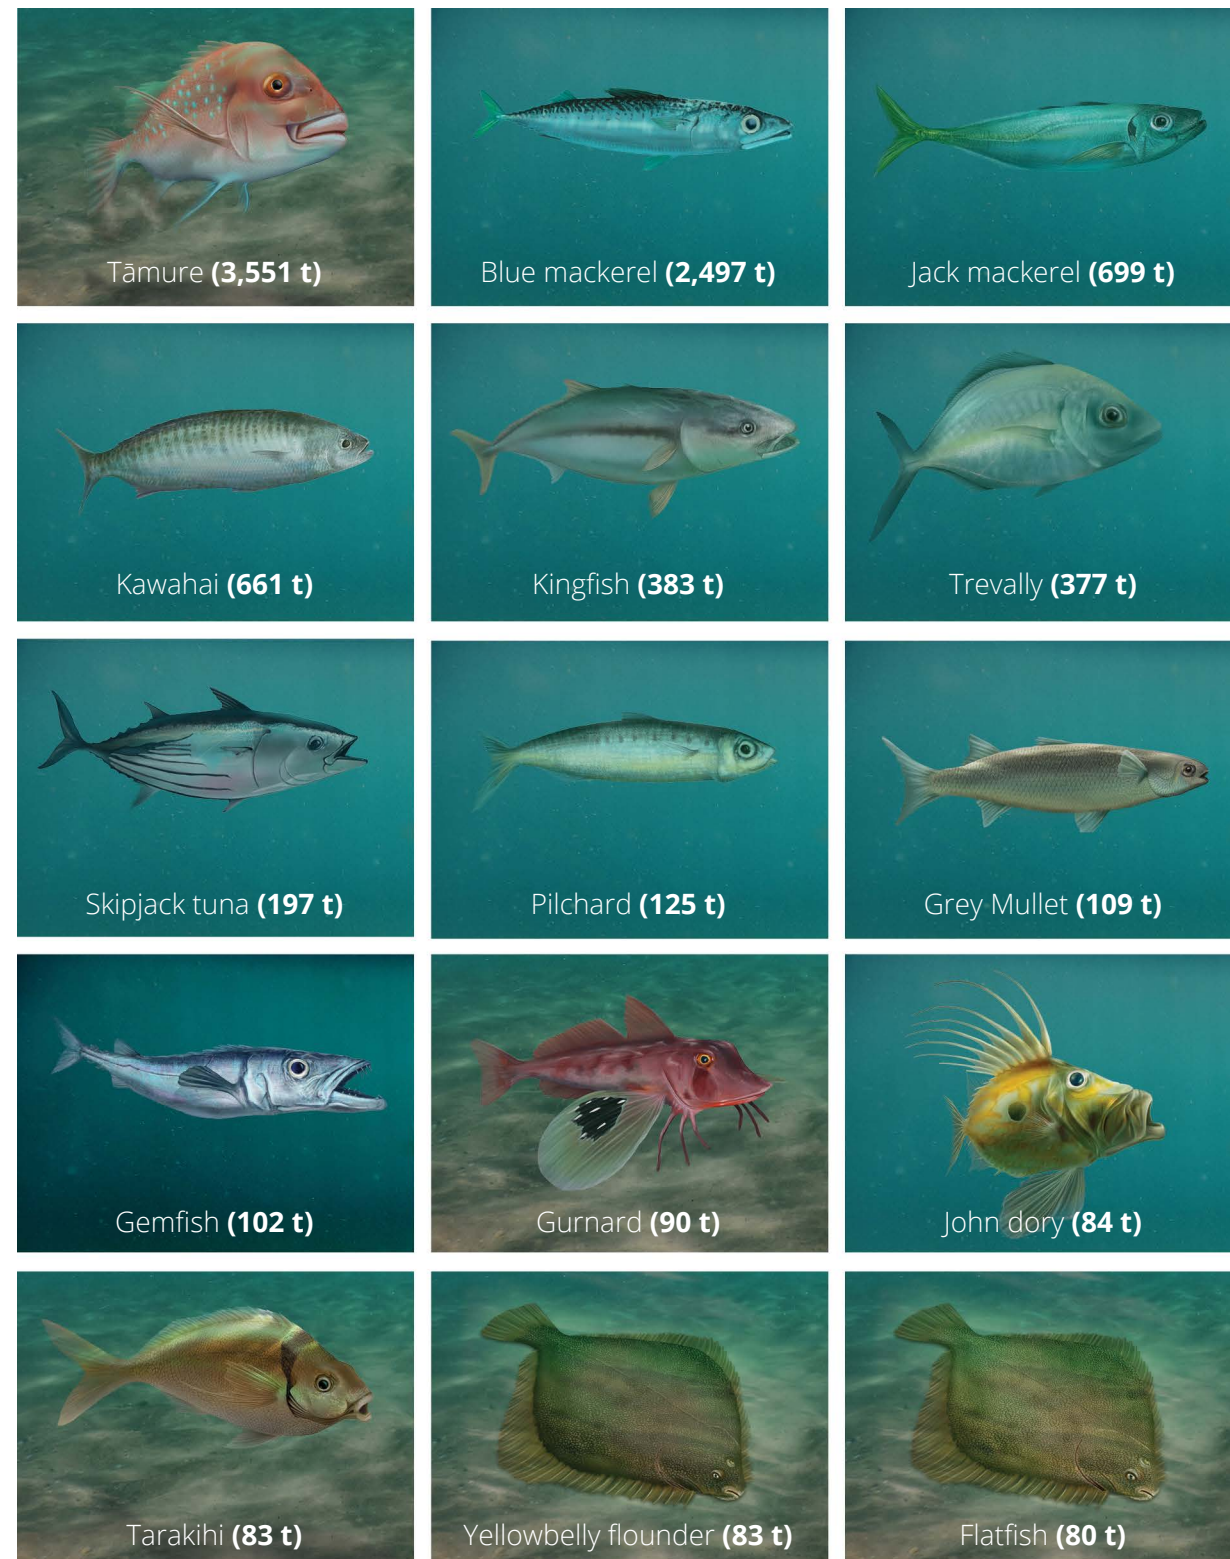 Tāmure (3,551 t)
Blue mackerel (2,497 t)
Jack mackerel (699 t)
Kawahai (661 t)
Kingfish (383 t)
Trevally (377 t)
Skipjack tuna (197 t)
Pilchard (125 t)
Grey Mullet (109 t)
Gemfish (102 t)
Gurnard (90 t)
John dory (84 t)
Tarakihi (83 t)
Yellowbelly flounder (83 t)
Flatfish (80 t)